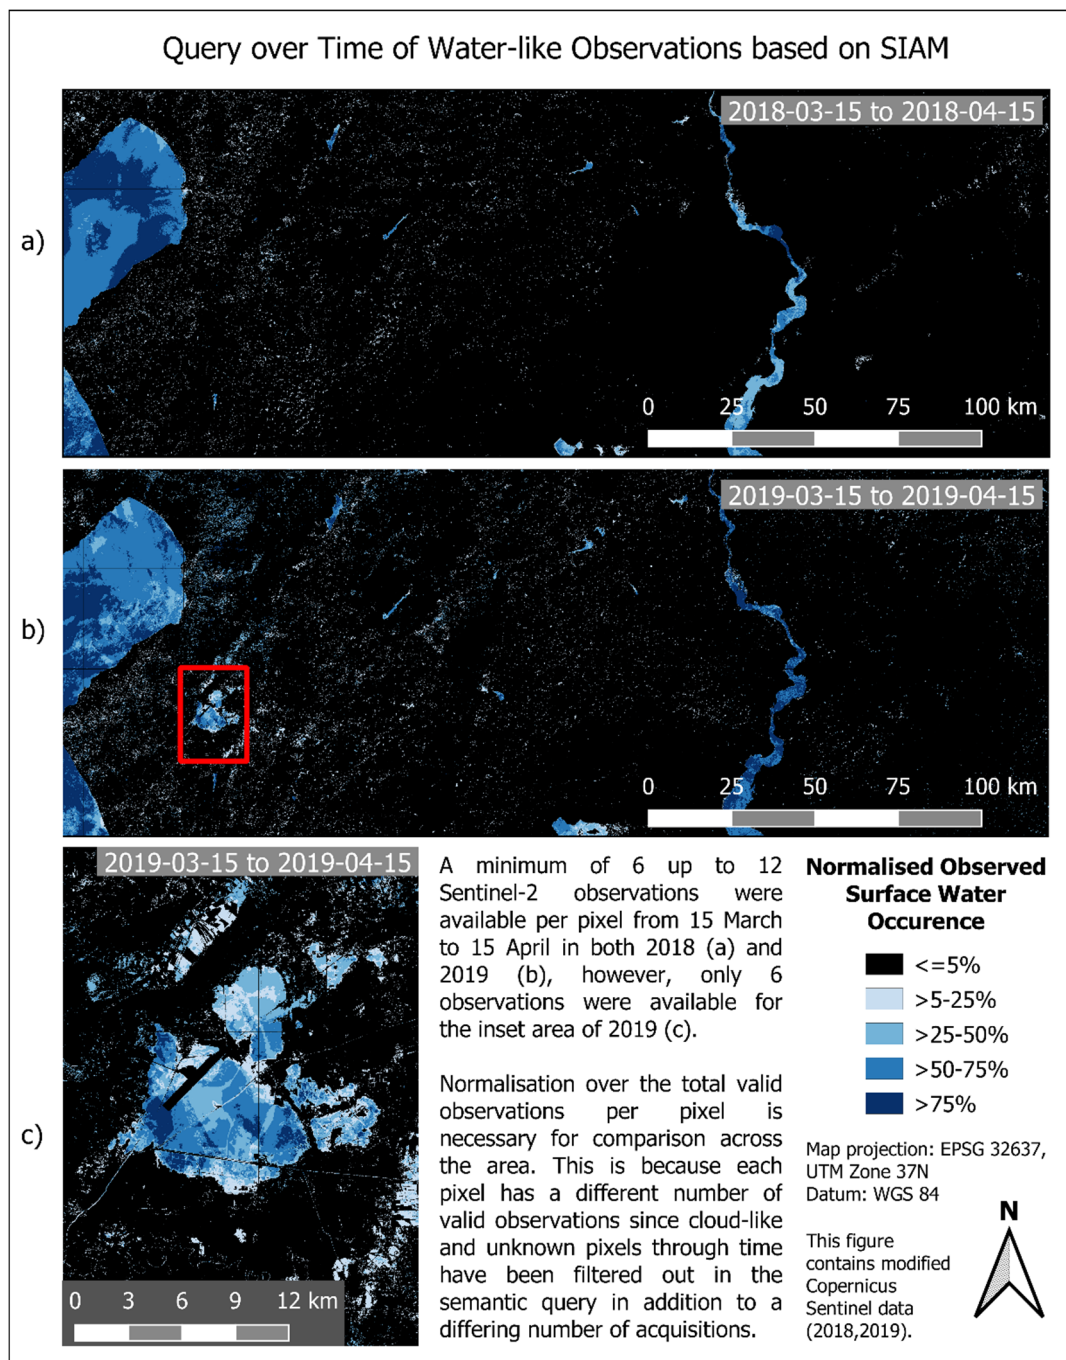 Query over Time of Water-like Observations based on SIAM
a)
2018-03-15 to 2018-04-15
0 25 50 75 100 km
b)
2019-03-15 to 2019-04-15
0 25 50 75 100 km
c)
2019-03-15 to 2019-04-15
0 3 6 9 12 km
A minimum of 6 up to 12
Sentinel-2 observations were
available per pixel from 15 March
to 15 April in both 2018 (a) and
2019 (b), however, only 6
observations were available for
the inset area of 2019 (c).
Normalisation over the total valid
observations per pixel is
necessary for comparison across
the area. This is because each
pixel has a different number of
valid observations since cloud-like
and unknown pixels through time
have been filtered out in the
semantic query in addition to a
differing number of acquisitions.
Normalised Observed
Surface Water
Occurence
<=5%
>5-25%
>25-50%
>50-75%
>75%
Map projection: EPSG 32637,
UTM Zone 37N
Datum: WGS 84
This figure
contains modified
Copernicus
Sentinel data
(2018,2019).
N